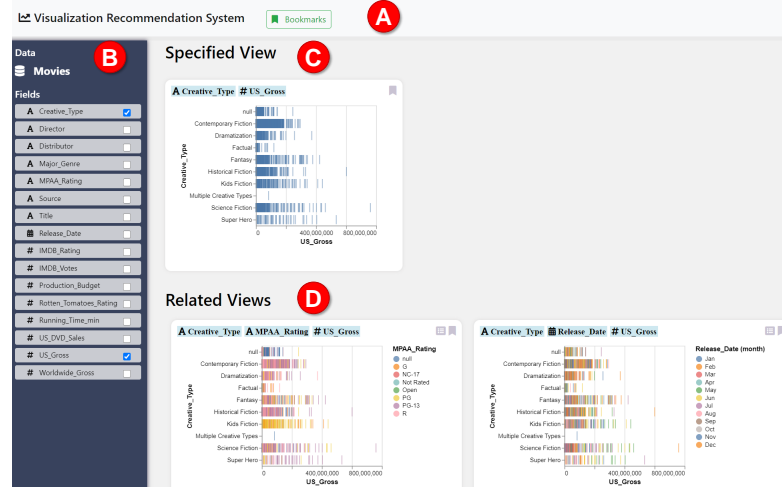 Visualization Recommendation System
Bookmarks
A
Data
B
Movies
Fields
A Creative_Type
A Director
A Distributor
A Major_Genre
A MPAA_Rating
A Source
A Title
Release_Date
# IMDB_Rating
# IMDB_Votes
# Production_Budget
# Rotten_Tomatoes_Rating
# Running_Time_min
# US_DVD_Sales
# US_Gross
# Worldwide_Gross
Specified View
C
A Creative_Type # US_Gross
Creative_Type
null
Contemporary Fiction
Dramatization
Factual
Fantasy
Historical Fiction
Kids Fiction
Multiple Creative Types
Science Fiction
Super Hero
0 400,000,000 800,000,000
US_Gross
Related Views
D
A Creative_Type A MPAA_Rating # US_Gross
Creative_Type
null
Contemporary Fiction
Dramatization
Factual
Fantasy
Historical Fiction
Kids Fiction
Multiple Creative Types
Science Fiction
Super Hero
0 400,000,000 800,000,000
US_Gross
MPAA_Rating
null
G
NC-17
Not Rated
Open
PG
PG-13
R
A Creative_Type Release_Date # US_Gross
Creative_Type
null
Contemporary Fiction
Dramatization
Factual
Fantasy
Historical Fiction
Kids Fiction
Multiple Creative Types
Science Fiction
Super Hero
0 400,000,000 800,000,000
US_Gross
Release_Date (month)
Jan
Feb
Mar
Apr
May
Jun
Jul
Aug
Sep
Oct
Nov
Dec